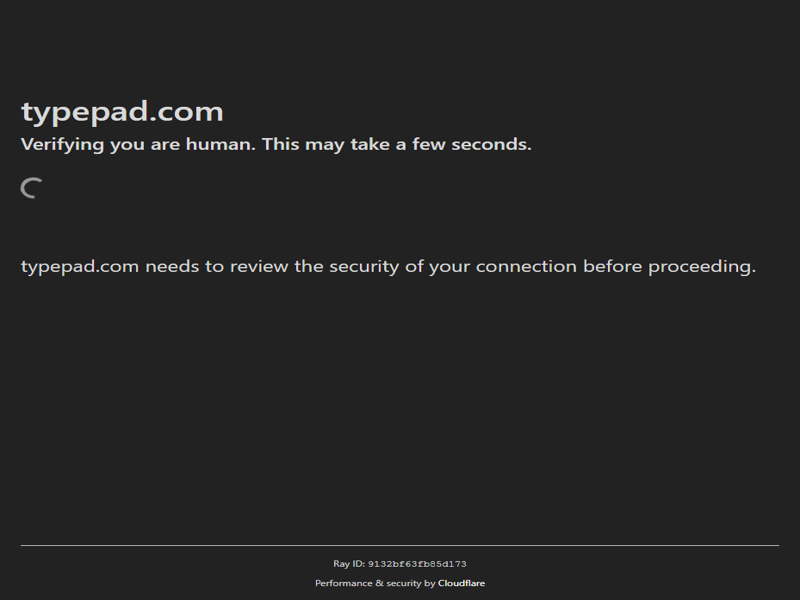 typepad.com
Verifying you are human. This may take a few seconds.
typepad.com needs to review the security of your connection before proceeding.
Ray ID: 9132bf63fb85d173
Performance & security by Cloudflare